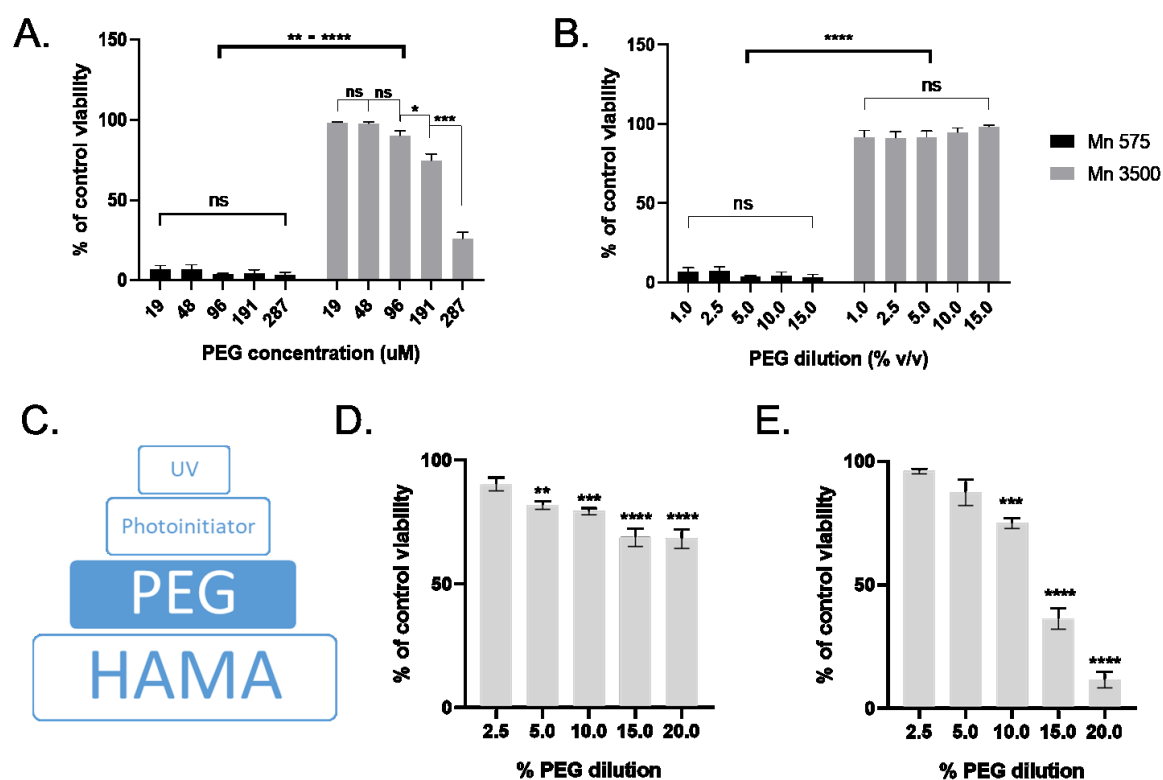 A.
** - ****
150
100
50
0
% of control viability
ns
ns
ns
*
***
19
48
96
191
287
19
48
96
191
287
PEG concentration (uM)
B.
****
150
100
50
0
% of control viability
ns
ns
1.0
2.5
5.0
10.0
15.0
1.0
2.5
5.0
10.0
15.0
PEG dilution (% v/v)
Mn 575
Mn 3500
C.
UV
Photoinitiator
PEG
HAMA
D.
100
50
0
% of control viability
**
***
****
****
2.5
5.0
10.0
15.0
20.0
% PEG dilution
E.
100
50
0
% of control viability
***
****
****
2.5
5.0
10.0
15.0
20.0
% PEG dilution